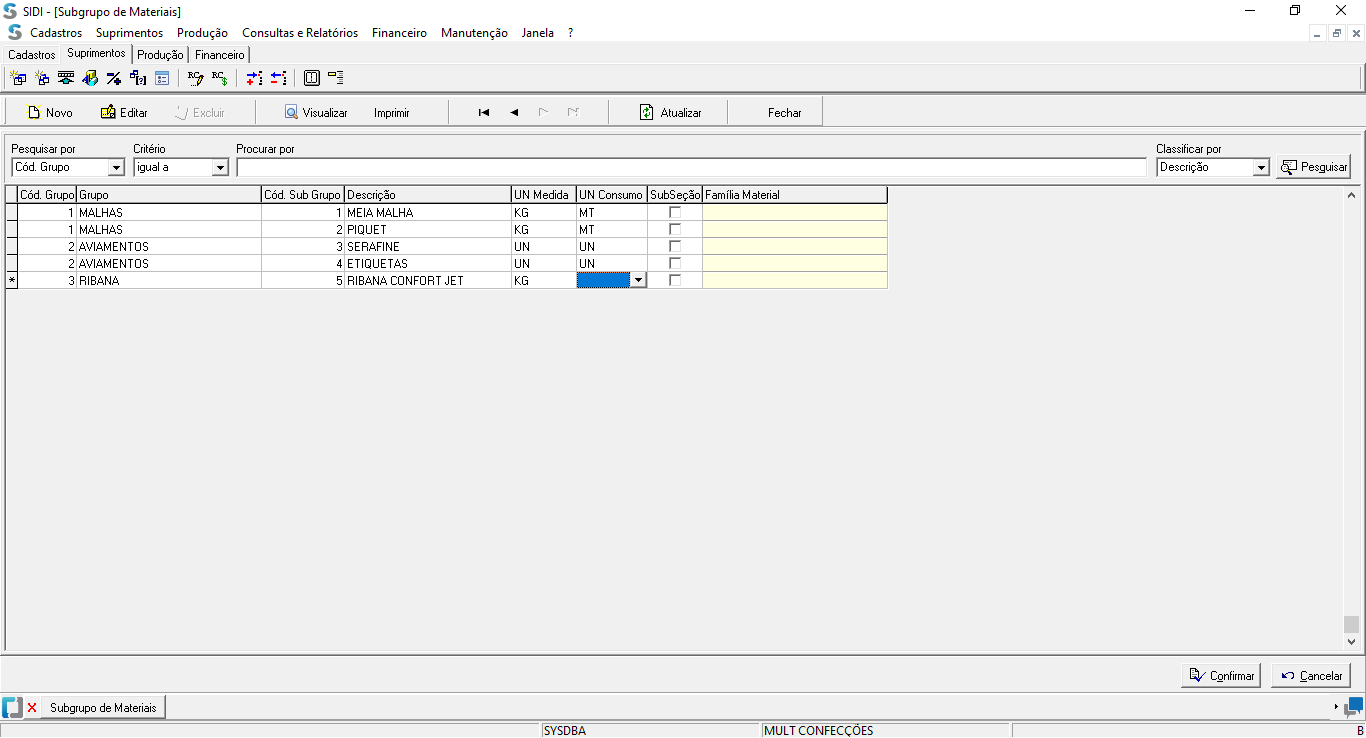 SIDI - [Subgrupo de Materiais]
Cadastros Suprimentos Produção Consultas e Relatórios Financeiro Manutenção Janela ?
Cadastros Suprimentos Produção Financeiro
Novo Editar Excluir Visualizar Imprimir Atualizar Fechar
Pesquisar por Critério Procurar por Classificar por
Cód. Grupo igual a Descrição Pesquisar
Cód. Grupo Grupo Cód. Sub Grupo Descrição UN Medida UN Consumo SubSeção Família Material
1 MALHAS 1 MEIA MALHA KG MT
1 MALHAS 2 PIQUET KG MT
2 AVIAMENTOS 3 SERAFINE UN UN
2 AVIAMENTOS 4 ETIQUETAS UN UN
* 3 RIBANA 5 RIBANA CONFORT JET KG
Confirmar Cancelar
Subgrupo de Materiais
SYSDBA MULT CONFECÇÕES B